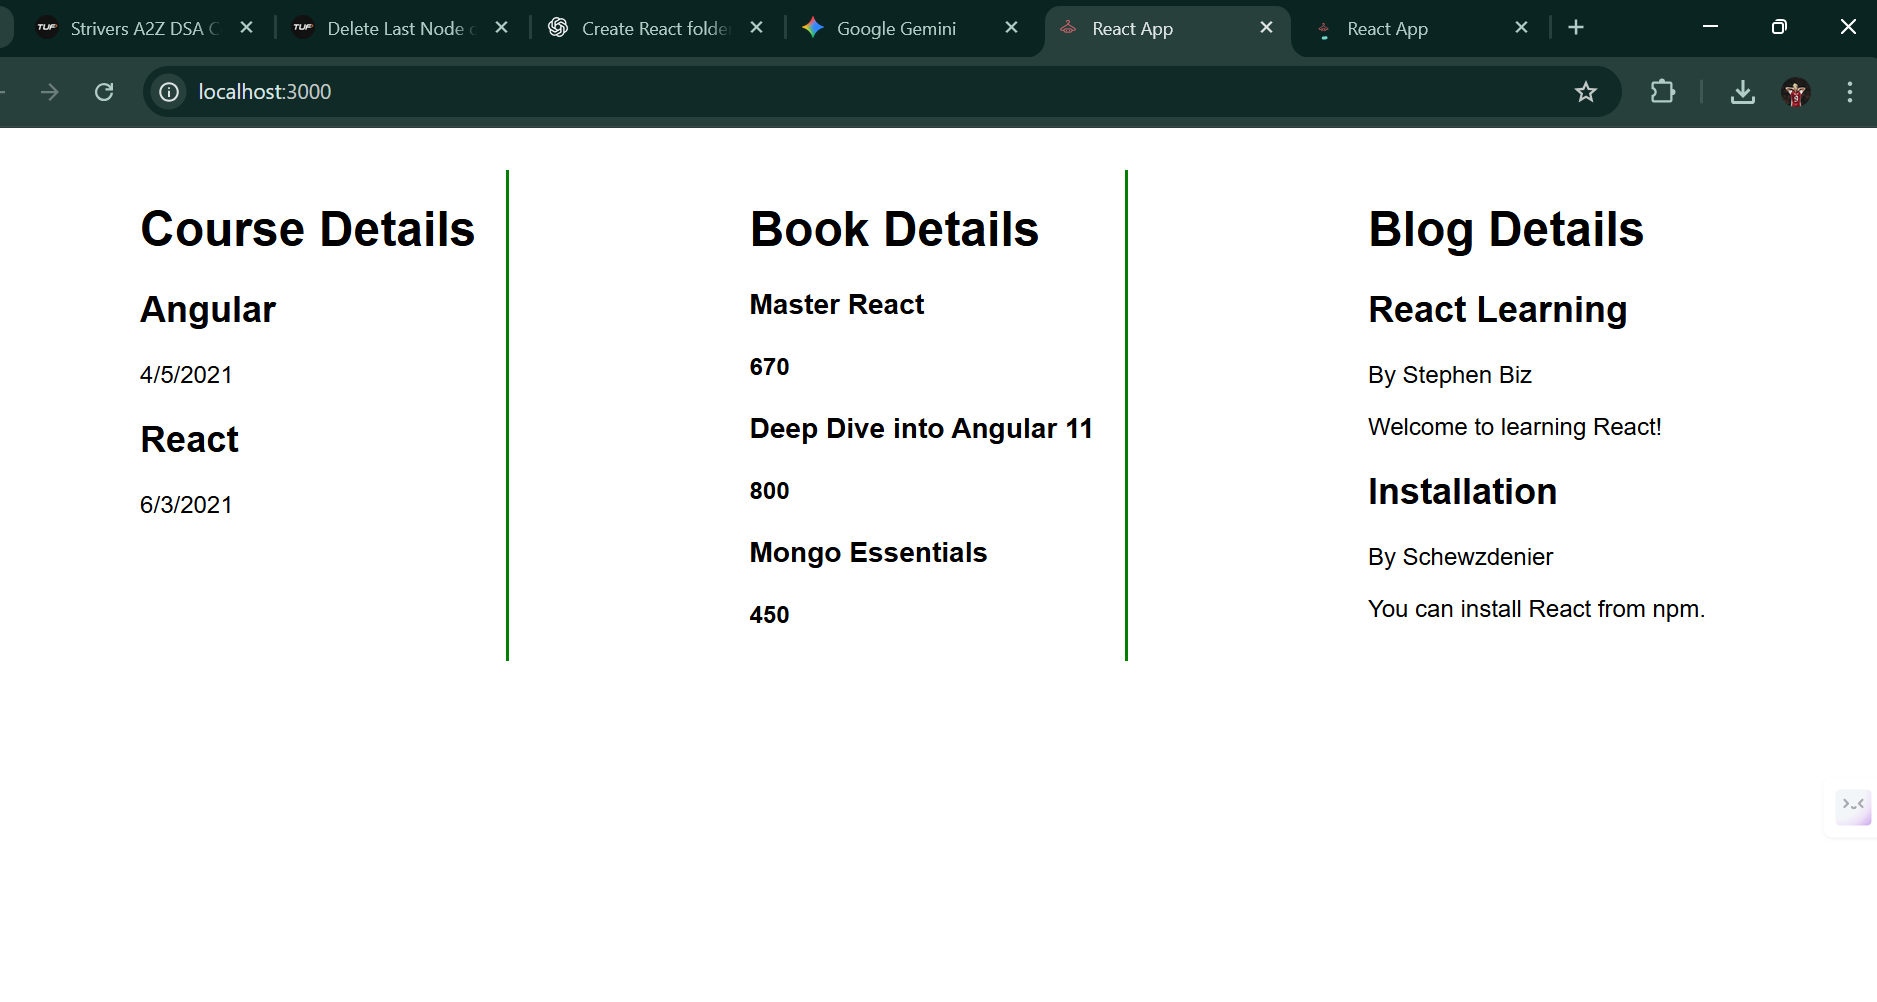 TUF Strivers A2Z DSA C
TUF Delete Last Node o
Create React folde
Google Gemini
React App
React App
localhost:3000
Course Details
Angular
4/5/2021
React
6/3/2021
Book Details
Master React
670
Deep Dive into Angular 11
800
Mongo Essentials
450
Blog Details
React Learning
By Stephen Biz
Welcome to learning React!
Installation
By Schewzdenier
You can install React from npm.